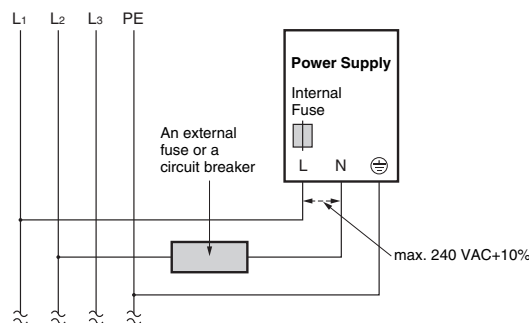 L1 L2 L3 PE
Power Supply
Internal
Fuse
An external
fuse or a
circuit breaker
L N
max. 240 VAC+10%